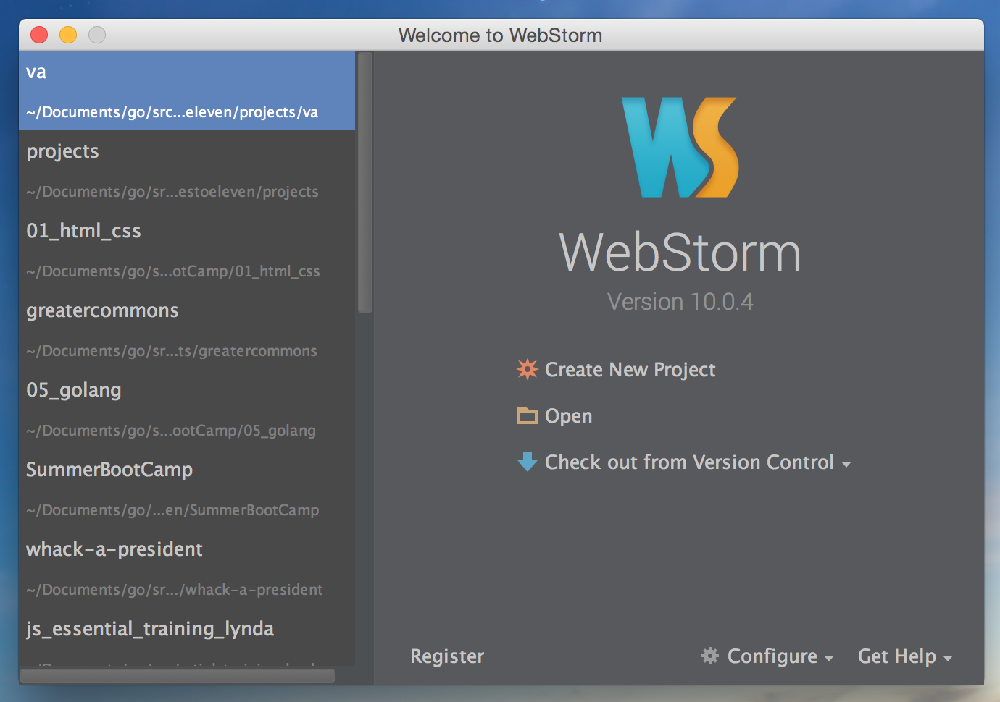 Welcome to WebStorm
va
~/Documents/go/src...eleven/projects/va
projects
~/Documents/go/sr...estoeleven/projects
01_html_css
~/Documents/go/s...otCamp/01_html_css
greatercommons
~/Documents/go/sr...ts/greatercommons
05_golang
~/Documents/go/s...ootCamp/05_golang
SummerBootCamp
~/Documents/go/...en/SummerBootCamp
whack-a-president
~/Documents/go/sr.../whack-a-president
js_essential_training_lynda
WS
WebStorm
Version 10.0.4
Create New Project
Open
Check out from Version Control
Register
Configure
Get Help